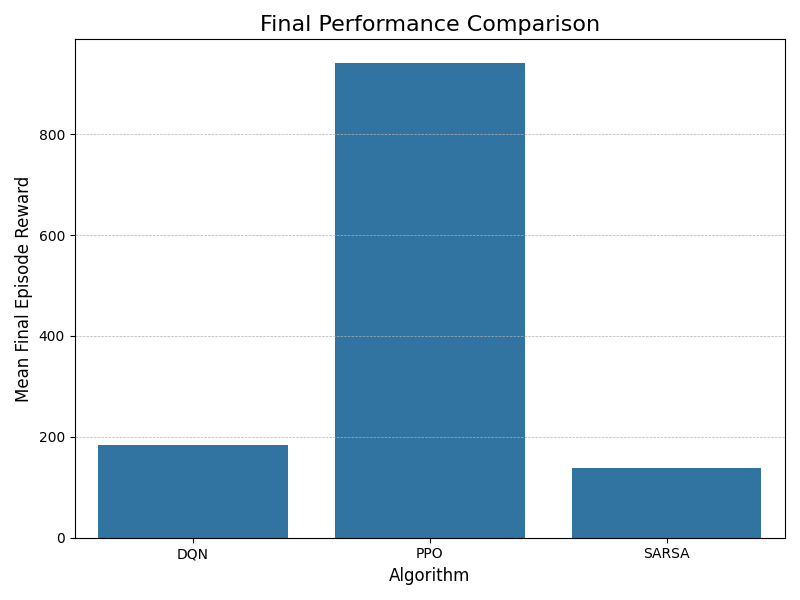 Final Performance Comparison
Mean Final Episode Reward
800
600
400
200
0
DQN
PPO
SARSA
Algorithm